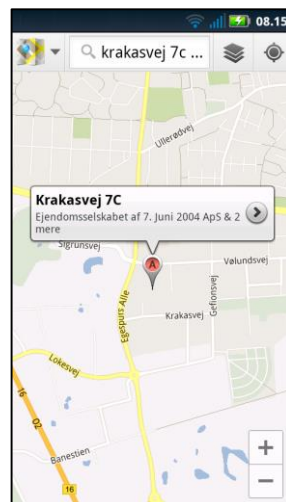 08.15
krakasvej 7c ...
Ullerødvej
Krakasvej 7C
Ejendomsselskabet af 7. Juni 2004 ApS & 2
mere
Sigrunsvej
Vølundsvej
A
Gefionsvej
Krakasvej
Egespurs Alle
Lokesvej
16
O2
Banestien
16
+
−